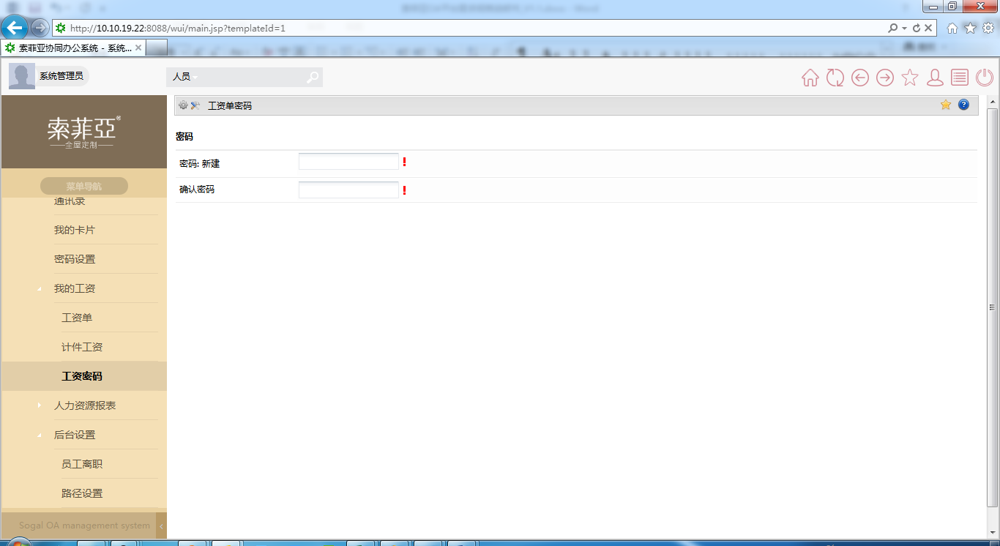 http://10.10.19.22:8088/wui/main.jsp?templateId=1
索菲亚协同办公系统 - 系统...
系统管理员
人员
索菲亞®
全屋定制
菜单导航
通讯录
我的卡片
密码设置
我的工资
工资单
计件工资
工资密码
人力资源报表
后台设置
员工离职
路径设置
Sogal OA management system
工资单密码
密码
密码: 新建
!
确认密码
!